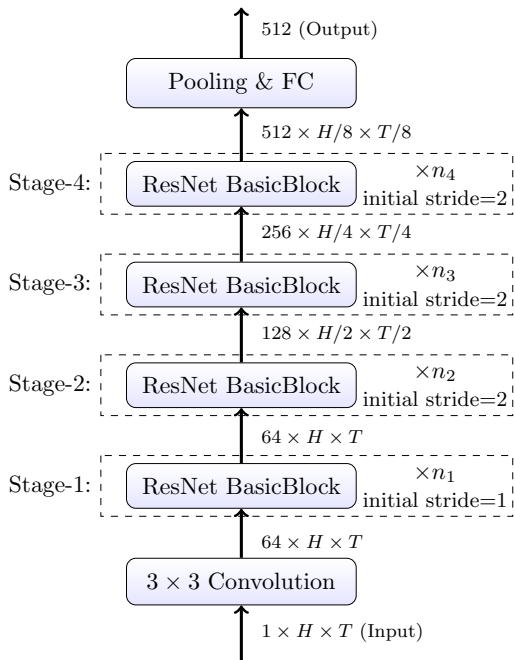 512 (Output)
Pooling & FC
512 × H/8 × T/8
Stage-4:
ResNet BasicBlock
×n₄
initial stride=2
256 × H/4 × T/4
Stage-3:
ResNet BasicBlock
×n₃
initial stride=2
128 × H/2 × T/2
Stage-2:
ResNet BasicBlock
×n₂
initial stride=2
64 × H × T
Stage-1:
ResNet BasicBlock
×n₁
initial stride=1
64 × H × T
3 × 3 Convolution
1 × H × T (Input)